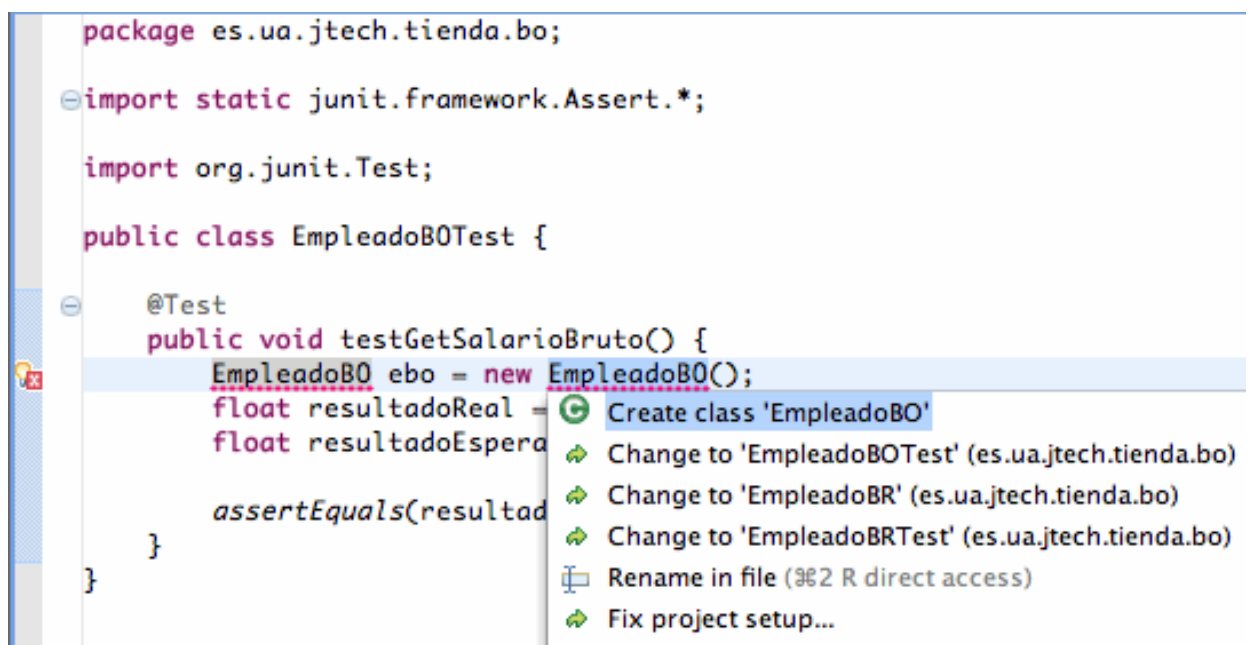 package es.ua.jtech.tienda.bo;
import static junit.framework.Assert.*;
import org.junit.Test;
public class EmpleadoBOTest {
@Test
public void testGetSalarioBruto() {
EmpleadoBO ebo = new EmpleadoBO();
float resultadoReal =
float resultadoEspera
assertEquals(resultad
}
}
Create class 'EmpleadoBO'
Change to 'EmpleadoBOTest' (es.ua.jtech.tienda.bo)
Change to 'EmpleadoBR' (es.ua.jtech.tienda.bo)
Change to 'EmpleadoBRTest' (es.ua.jtech.tienda.bo)
Rename in file (⌘2 R direct access)
Fix project setup...